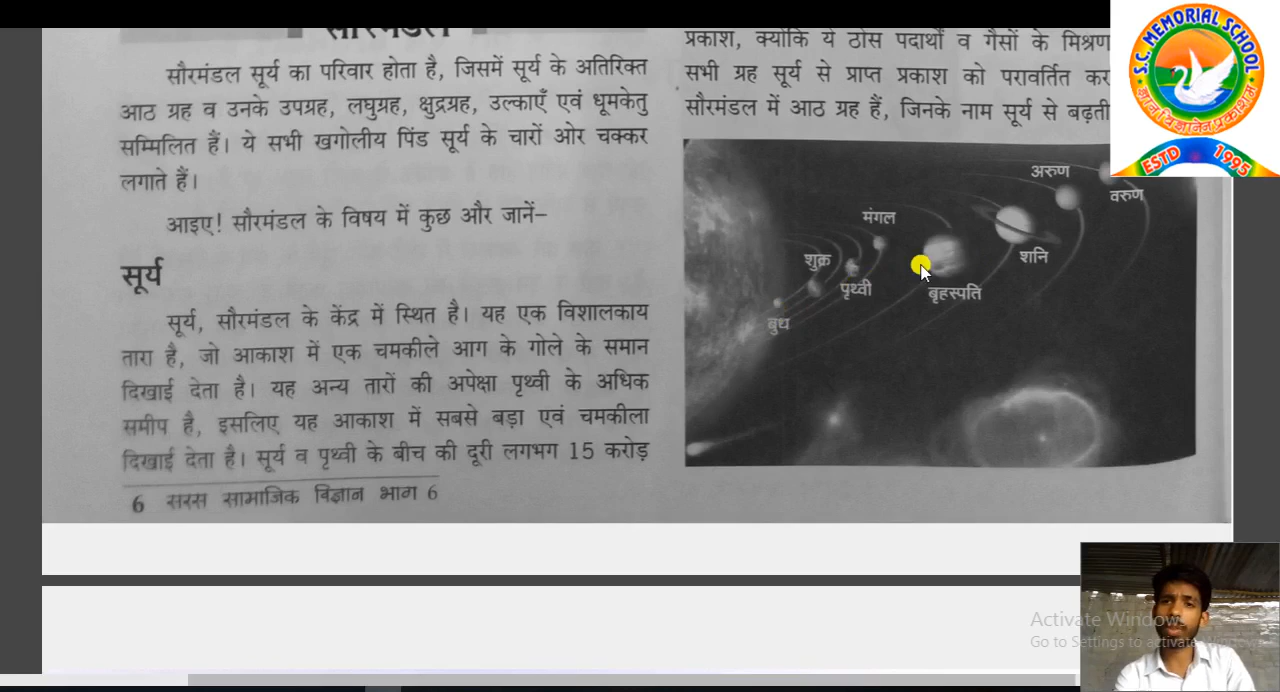 सौरमंडल
सौरमंडल सूर्य का परिवार होता है, जिसमें सूर्य के अतिरिक्त
आठ ग्रह व उनके उपग्रह, लघुग्रह, क्षुद्रग्रह, उल्काएँ एवं धूमकेतु
सम्मिलित हैं। ये सभी खगोलीय पिंड सूर्य के चारों ओर चक्कर
लगाते हैं।
आइए! सौरमंडल के विषय में कुछ और जानें–
सूर्य
सूर्य, सौरमंडल के केंद्र में स्थित है। यह एक विशालकाय
तारा है, जो आकाश में एक चमकीले आग के गोले के समान
दिखाई देता है। यह अन्य तारों की अपेक्षा पृथ्वी के अधिक
समीप है, इसलिए यह आकाश में सबसे बड़ा एवं चमकीला
दिखाई देता है। सूर्य व पृथ्वी के बीच की दूरी लगभग 15 करोड़
6 सरस सामाजिक विज्ञान भाग 6
प्रकाश, क्योंकि ये ठोस पदार्थों व गैसों के मिश्रण
सभी ग्रह सूर्य से प्राप्त प्रकाश को परावर्तित कर
सौरमंडल में आठ ग्रह हैं, जिनके नाम सूर्य से बढ़ती
अरुण
वरुण
मंगल
शनि
शुक्र
पृथ्वी
बृहस्पति
बुध
S.C. MEMORIAL SCHOOL
ESTD 1995
Activate Windows
Go to Settings to activate Windows.